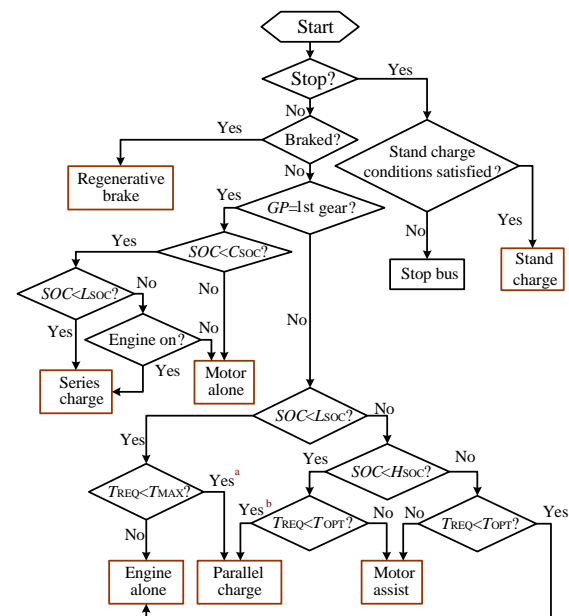 Start
Stop?
Yes
No
Yes
Braked?
Stand charge
conditions satisfied?
Regenerative
brake
No
Yes
GP=1st gear?
Yes
No
Yes
SOC<CSOC?
Stop bus
Stand
charge
SOC<LSOC?
No
No
No
Yes
Engine on?
No
Yes
Series
charge
Motor
alone
SOC<LSOC?
No
Yes
Yes
SOC<HSOC?
No
TREQ<TMAX?
Yes a
Yes b
TREQ<TOPT?
No
No
TREQ<TOPT?
Yes
No
Engine
alone
Parallel
charge
Motor
assist